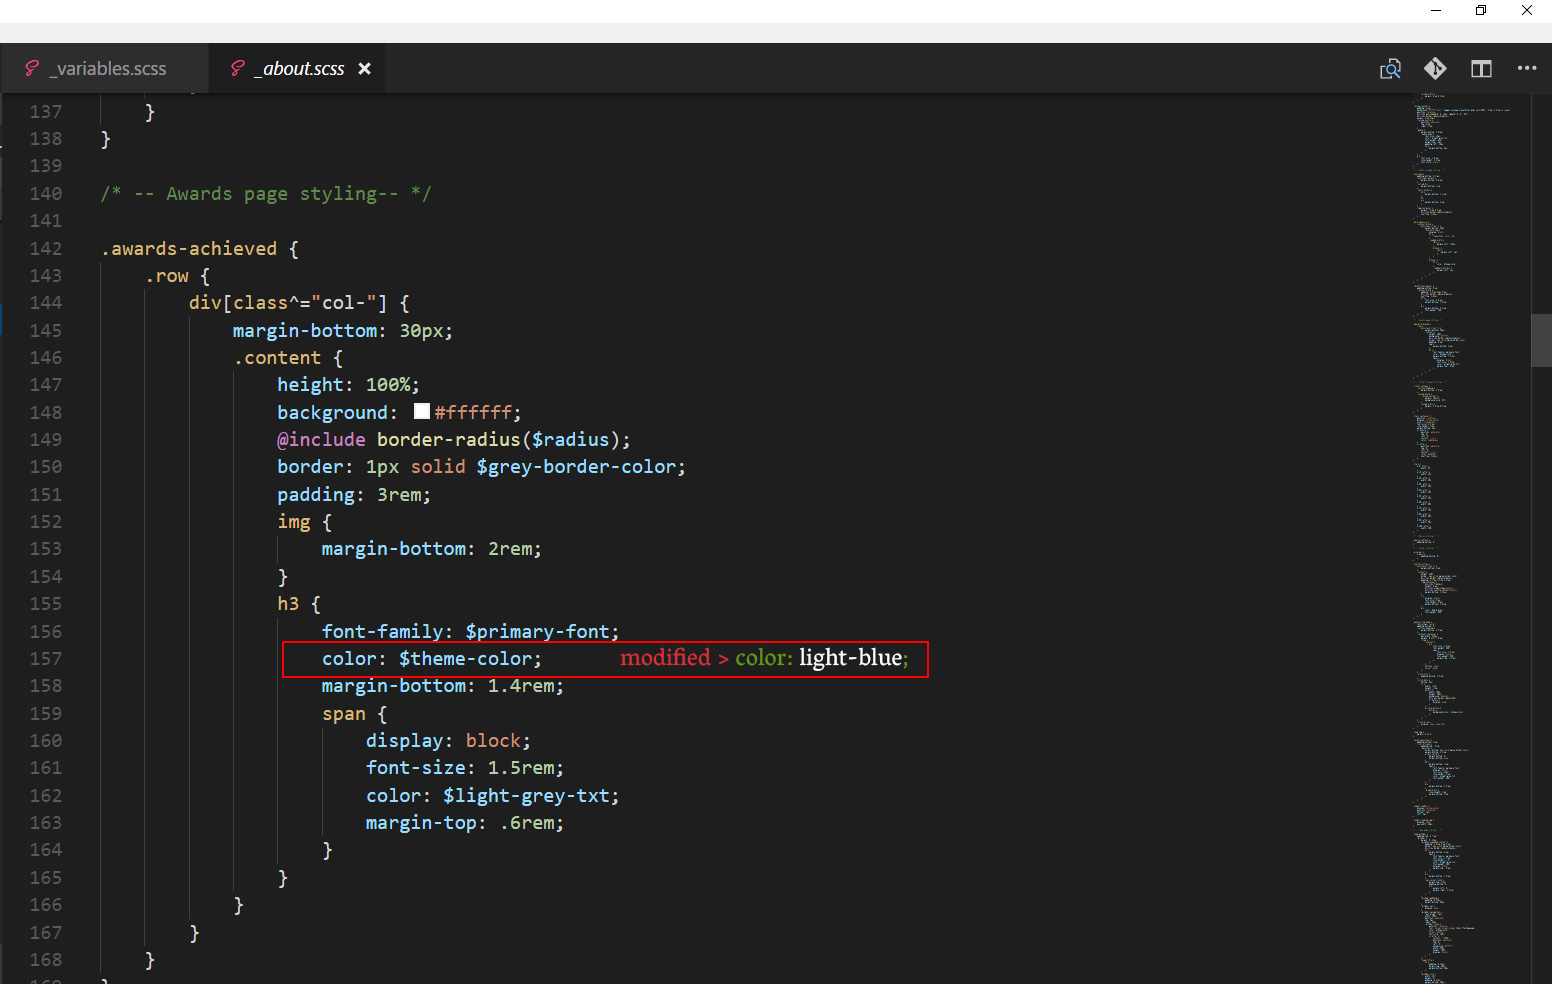 _variables.scss
_about.scss
137 }
138 }
139
140 /* -- Awards page styling-- */
141
142 .awards-achieved {
143 .row {
144 div[class^="col-"] {
145 margin-bottom: 30px;
146 .content {
147 height: 100%;
148 background: #ffffff;
149 @include border-radius($radius);
150 border: 1px solid $grey-border-color;
151 padding: 3rem;
152 img {
153 margin-bottom: 2rem;
154 }
155 h3 {
156 font-family: $primary-font;
157 color: $theme-color; modified > color: light-blue;
158 margin-bottom: 1.4rem;
159 span {
160 display: block;
161 font-size: 1.5rem;
162 color: $light-grey-txt;
163 margin-top: .6rem;
164 }
165 }
166 }
167 }
168 }